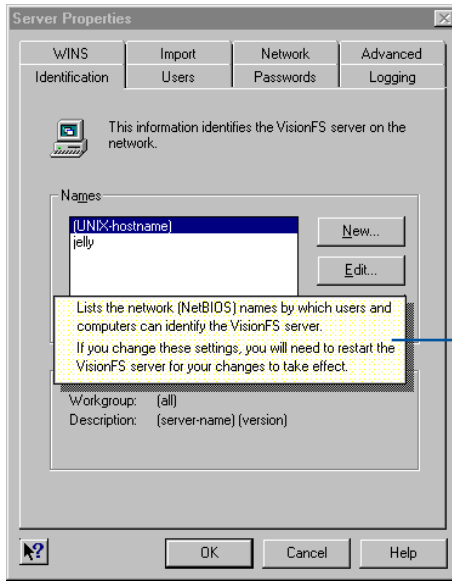 Server Properties
WINS Import Network Advanced
Identification Users Passwords Logging
This information identifies the VisionFS server on the
network.
Names
(UNIX-hostname)
jelly
New...
Edit...
Lists the network (NetBIOS) names by which users and
computers can identify the VisionFS server.
If you change these settings, you will need to restart the
VisionFS server for your changes to take effect.
Workgroup: (all)
Description: (server-name) (version)
OK Cancel Help